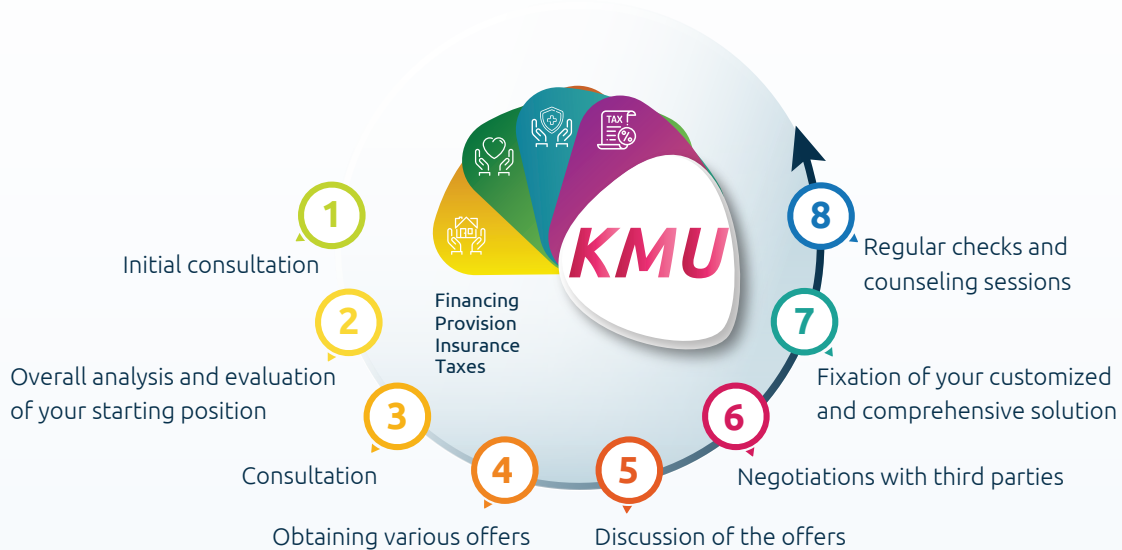 TAX
%
KMU
Financing
Provision
Insurance
Taxes
1
Initial consultation
2
Overall analysis and evaluation
of your starting position
3
Consultation
4
Obtaining various offers
5
Discussion of the offers
6
Negotiations with third parties
7
Fixation of your customized
and comprehensive solution
8
Regular checks and
counseling sessions